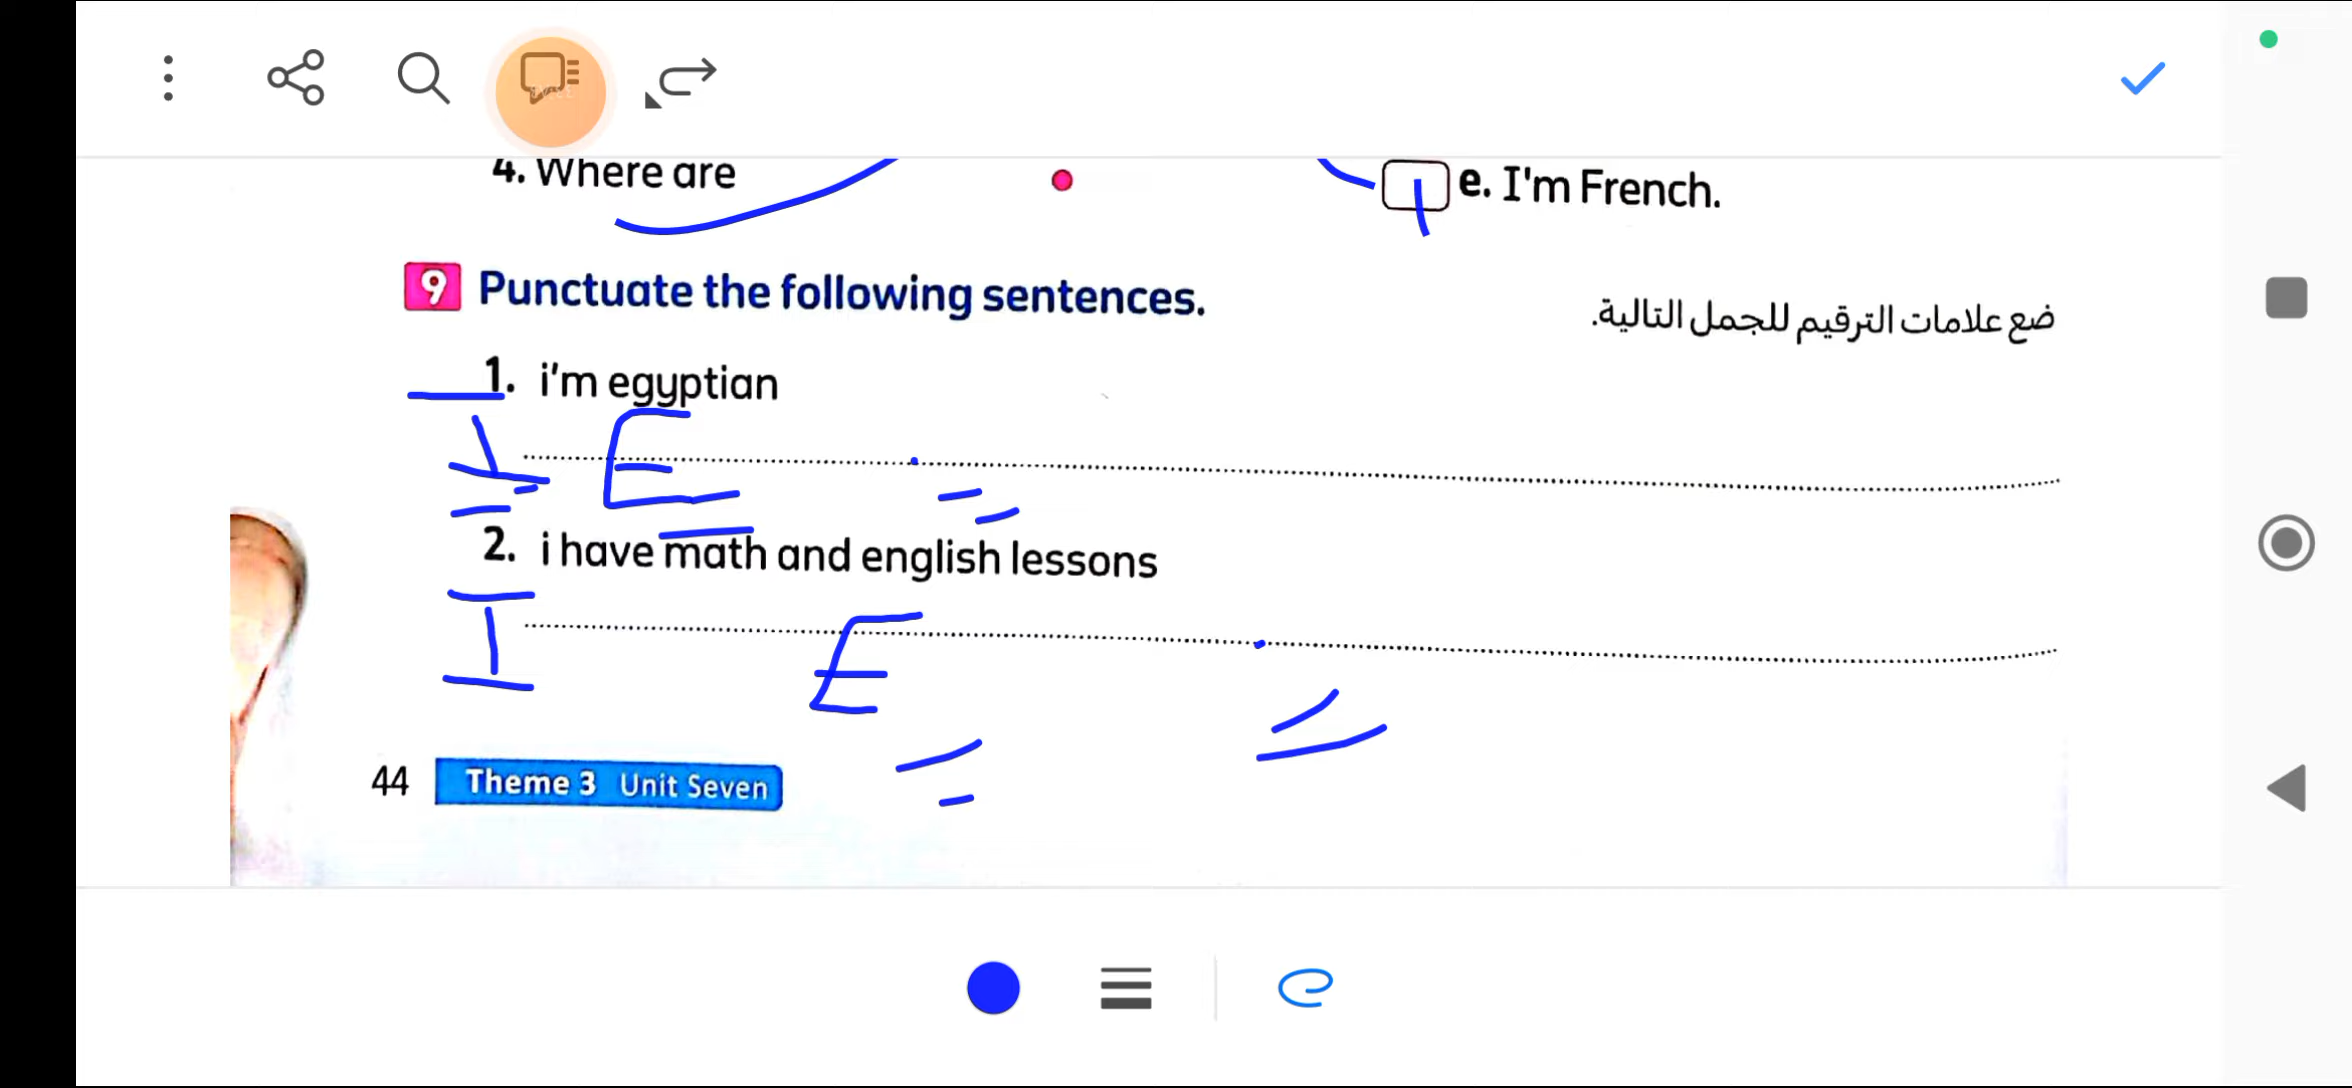 4. Where are
e. I'm French.
9 Punctuate the following sentences.
ضع علامات الترقيم للجمل التالية.
1. i'm egyptian
I E .
2. i have math and english lessons
I E .
44 Theme 3 Unit Seven